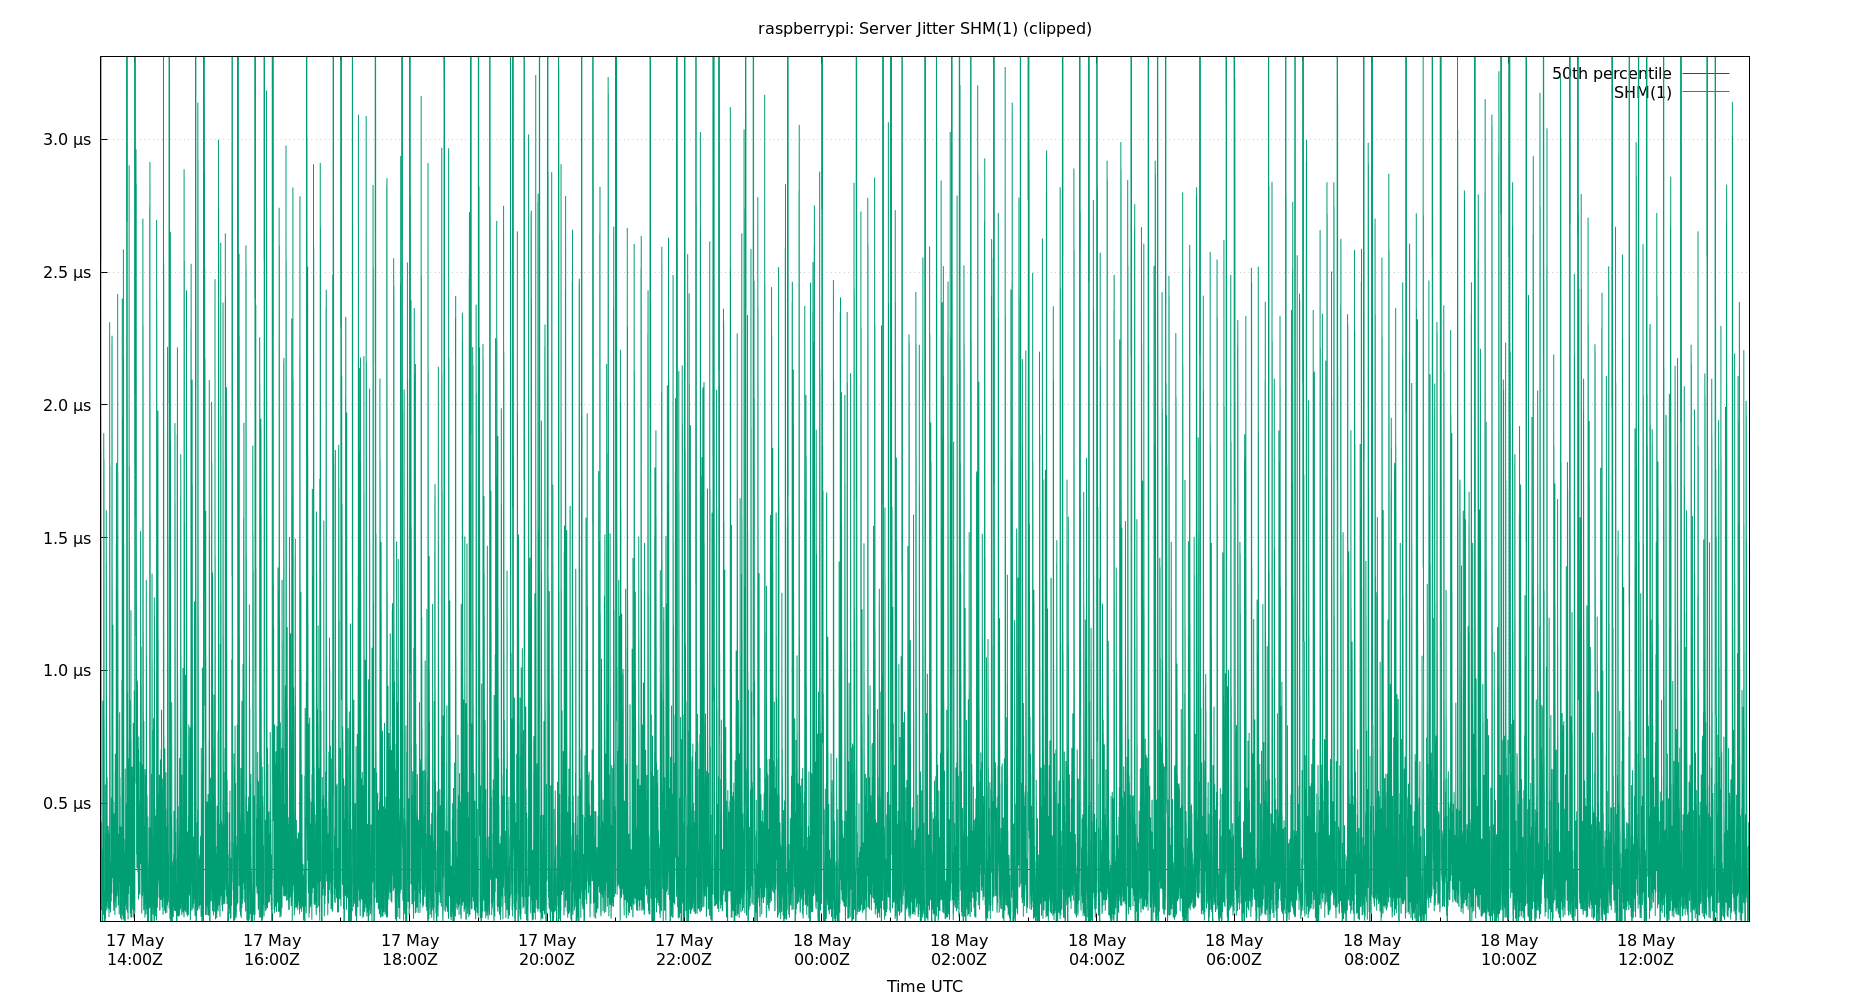 raspberrypi: Server Jitter SHM(1) (clipped)
50th percentile
SHM(1)
3.0 µs
2.5 µs
2.0 µs
1.5 µs
1.0 µs
0.5 µs
17 May 17 May 17 May 17 May 17 May 18 May 18 May 18 May 18 May 18 May 18 May 18 May
14:00Z 16:00Z 18:00Z 20:00Z 22:00Z 00:00Z 02:00Z 04:00Z 06:00Z 08:00Z 10:00Z 12:00Z
Time UTC